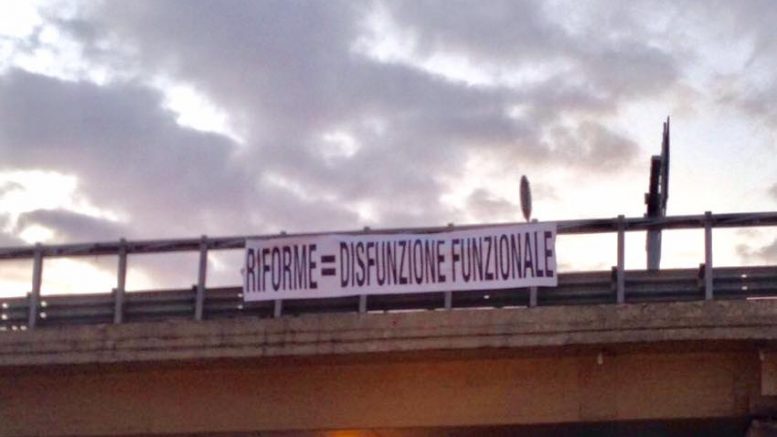 RIFORME = DISFUNZIONE FUNZIONALE